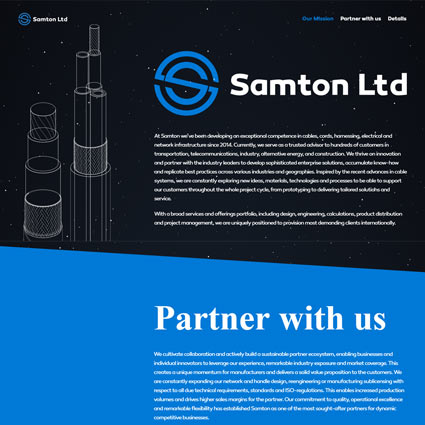 Samton Ltd
Our Mission Partner with us Details
Samton Ltd
At Samton we've been developing an exceptional competence in cables, cords, harnessing, electrical and
network infrastructure since 2014. Currently, we serve as a trusted advisor to hundreds of customers in
transportation, telecommunications, industry, alternative energy, and construction. We thrive on innovation
and partner with the industry leaders to develop sophisticated enterprise solutions, accumulate know-how
and replicate best practices across various industries and geographies. Inspired by the recent advances in cable
systems, we are constantly exploring new ideas, materials, technologies and processes to be able to support
our customers throughout the whole project cycle, from prototyping to delivering tailored solutions and
service.
With a broad services and offerings portfolio, including design, engineering, calculations, product distribution
and project management, we are uniquely positioned to provision most demanding clients internationally.
Partner with us
We cultivate collaboration and actively build a sustainable partner ecosystem, enabling businesses and
individual innovators to leverage our experience, remarkable industry exposure and market coverage. This
creates a unique momentum for manufacturers and delivers a solid value proposition to the customers. We
are constantly expanding our network and handle design, reengineering or manufacturing sublicensing with
respect to all due technical requirements, standards and ISO-regulations. This enables increased production
volumes and drives higher sales margins for the partner. Our commitment to quality, operational excellence
and remarkable flexibility has established Samton as one of the most sought-after partners for dynamic
competitive businesses.